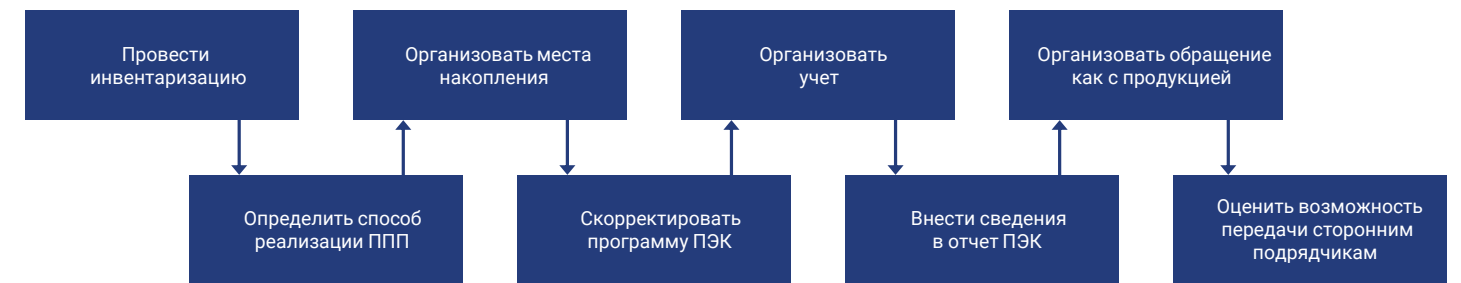 Провести
инвентаризацию
Определить способ
реализации ППП
Организовать места
накопления
Скорректировать
программу ПЭК
Организовать
учет
Внести сведения
в отчет ПЭК
Организовать обращение
как с продукцией
Оценить возможность
передачи сторонним
подрядчикам